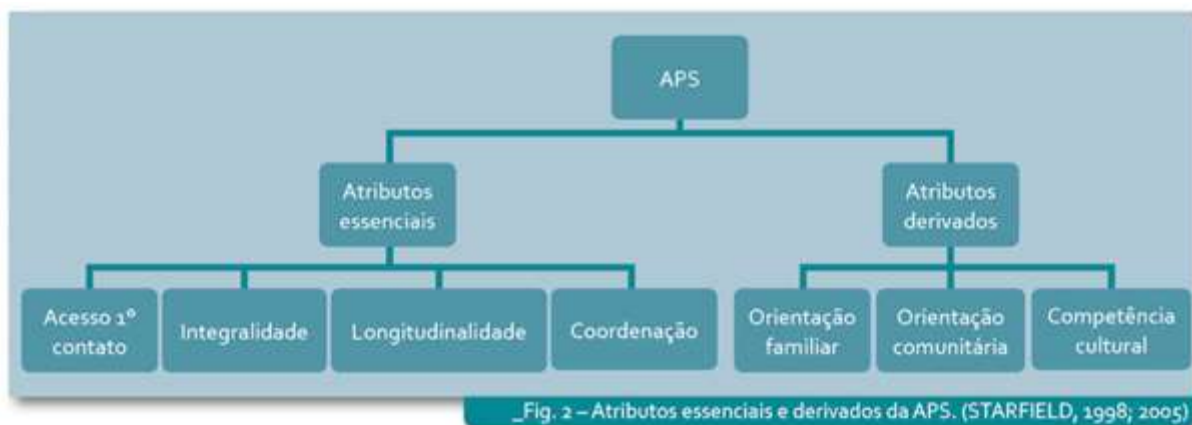 APS
Atributos
essenciais
Atributos
derivados
Acesso 1º
contato
Integralidade
Longitudinalidade
Coordenação
Orientação
familiar
Orientação
comunitária
Competência
cultural
_Fig. 2 – Atributos essenciais e derivados da APS. (STARFIELD, 1998; 2005)